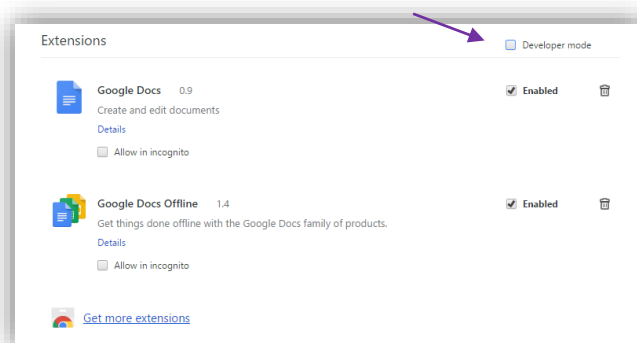 Extensions
Developer mode
Google Docs 0.9
Enabled
Create and edit documents
Details
Allow in incognito
Google Docs Offline 1.4
Enabled
Get things done offline with the Google Docs family of products.
Details
Allow in incognito
Get more extensions